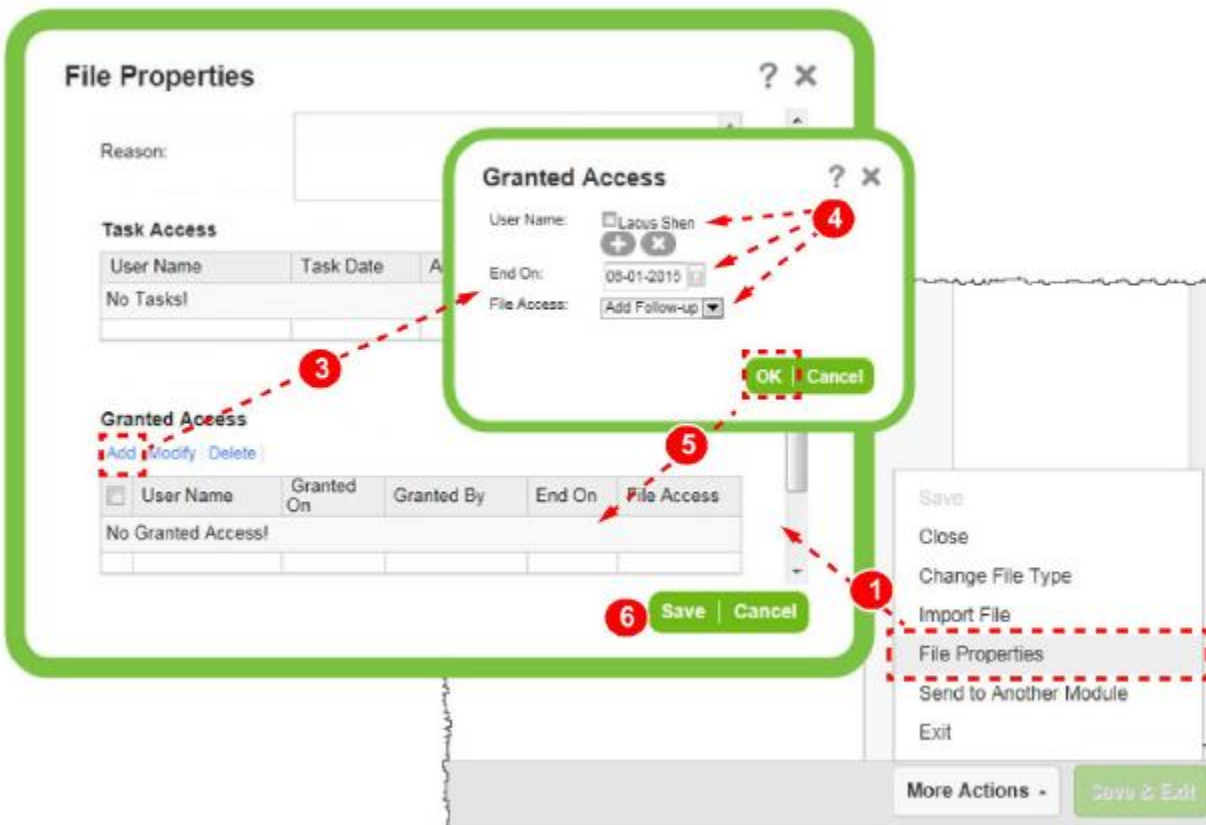 File Properties
Reason:
Task Access
User Name Task Date A
No Tasks!
3
Granted Access
Add Modify Delete
User Name Granted On Granted By End On File Access
No Granted Access!
6 Save Cancel
Granted Access
User Name: Lacus Shen
4
End On: 06-01-2015
File Access: Add Follow-up
OK Cancel
5
1
Save
Close
Change File Type
Import File
File Properties
Send to Another Module
Exit
More Actions - Save & Exit